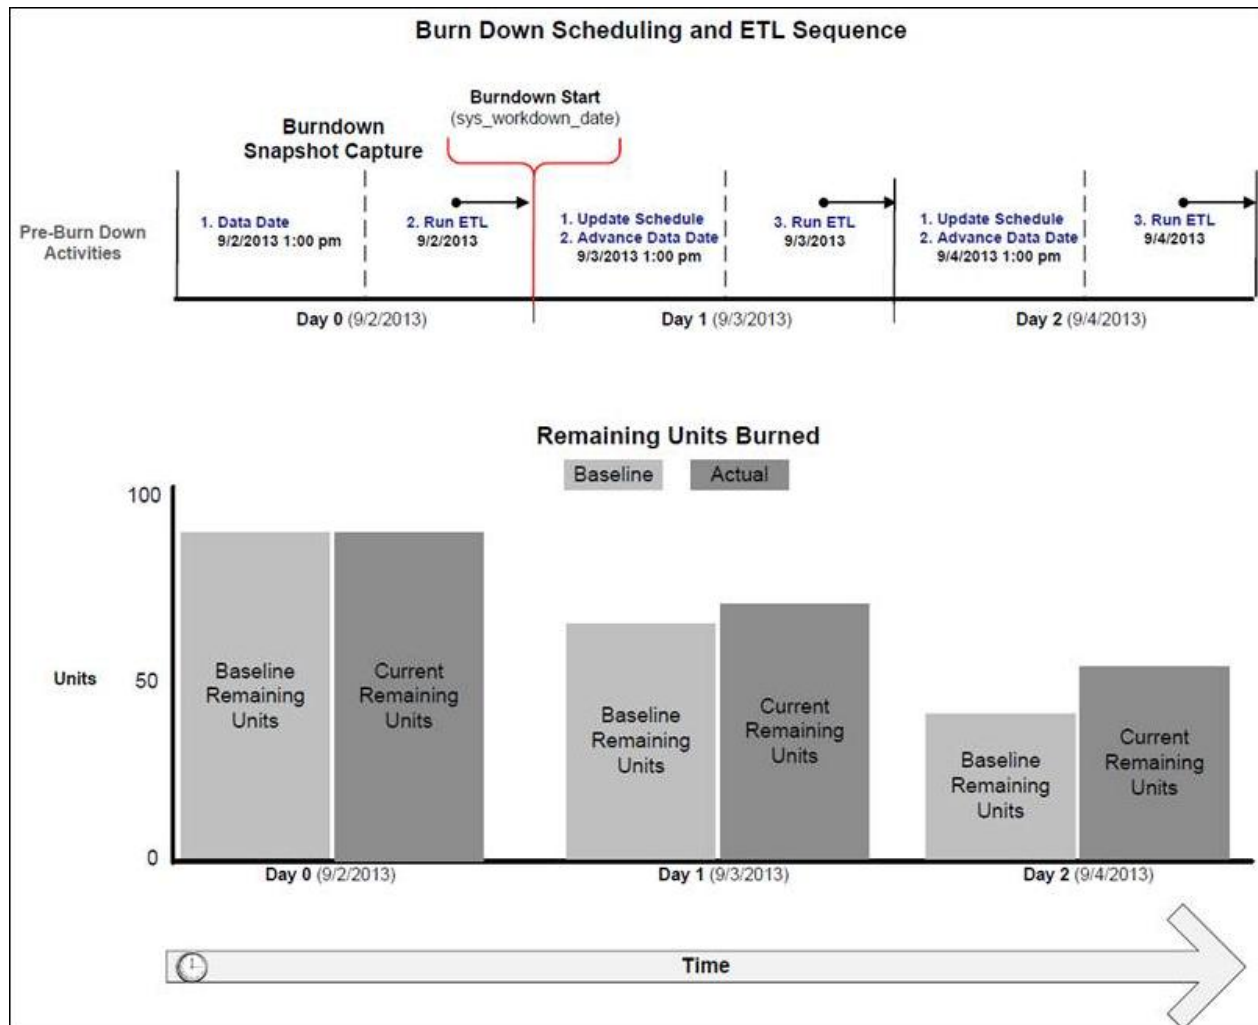 Burn Down Scheduling and ETL Sequence
Burndown Start
(sys_workdown_date)
Burndown
Snapshot Capture
Pre-Burn Down
Activities
1. Data Date
9/2/2013 1:00 pm
2. Run ETL
9/2/2013
1. Update Schedule
2. Advance Data Date
9/3/2013 1:00 pm
3. Run ETL
9/3/2013
1. Update Schedule
2. Advance Data Date
9/4/2013 1:00 pm
3. Run ETL
9/4/2013
Day 0 (9/2/2013)
Day 1 (9/3/2013)
Day 2 (9/4/2013)
Remaining Units Burned
Baseline
Actual
100
Units
50
0
Baseline
Remaining
Units
Current
Remaining
Units
Baseline
Remaining
Units
Current
Remaining
Units
Baseline
Remaining
Units
Current
Remaining
Units
Day 0 (9/2/2013)
Day 1 (9/3/2013)
Day 2 (9/4/2013)
Time